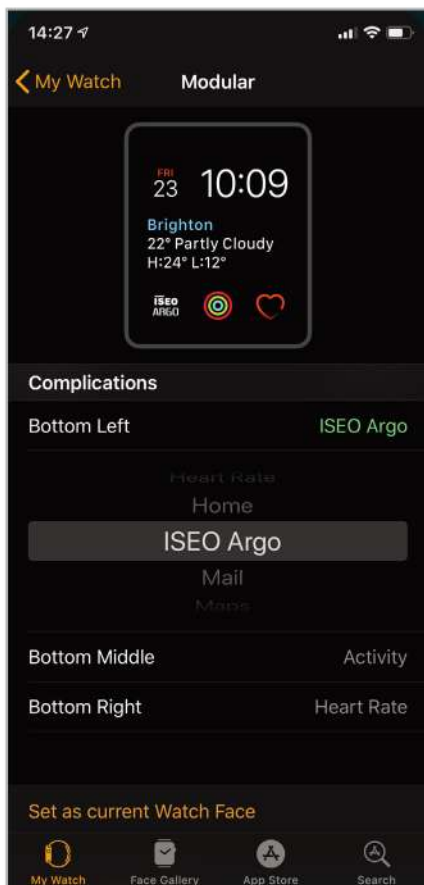 14:27
My Watch
Modular
FRI
23
10:09
Brighton
22° Partly Cloudy
H:24° L:12°
ISEO
ARGO
Complications
Bottom Left
ISEO Argo
Heart Rate
Home
ISEO Argo
Mail
Maps
Bottom Middle
Activity
Bottom Right
Heart Rate
Set as current Watch Face
My Watch
Face Gallery
App Store
Search